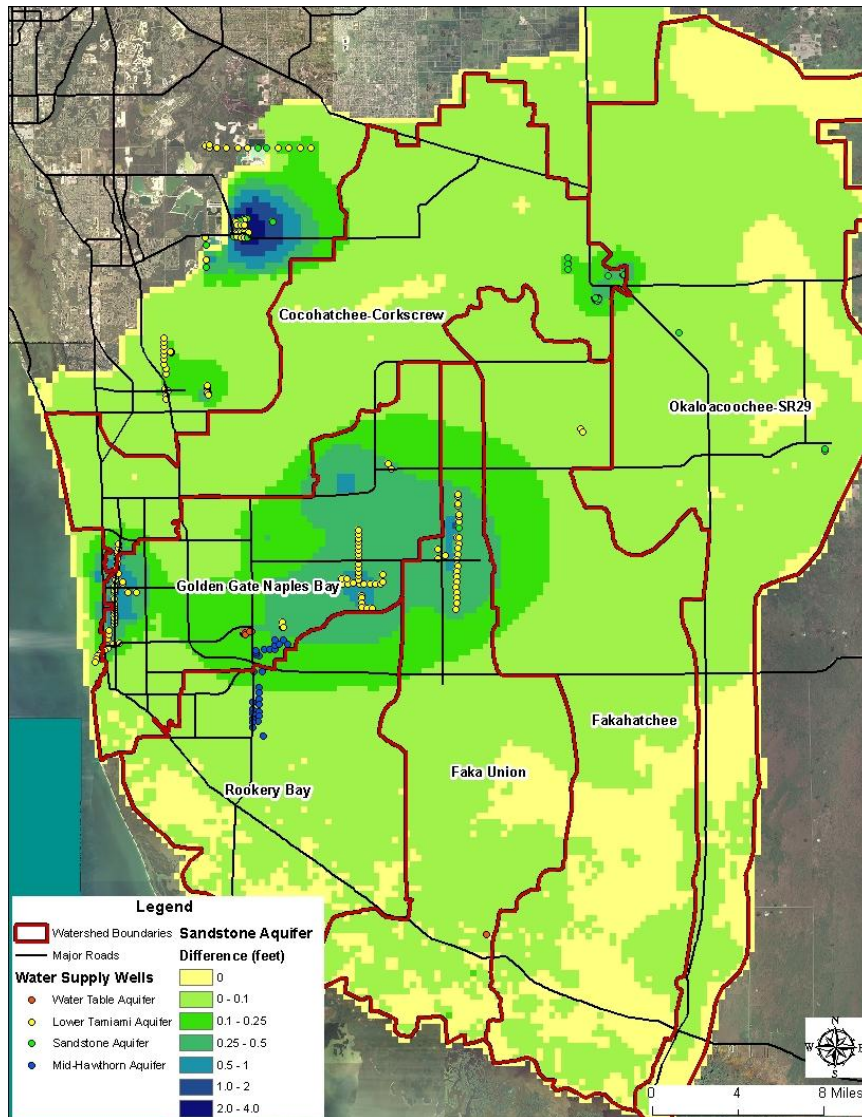 Cocohatchee-Corkscrew
Okaloacoochee-SR29
Golden Gate Naples Bay
Fakahatchee
Faka Union
Rookery Bay
Legend
Watershed Boundaries
Major Roads
Water Supply Wells
Water Table Aquifer
Lower Tamiami Aquifer
Sandstone Aquifer
Mid-Hawthorn Aquifer
Sandstone Aquifer
Difference (feet)
0
0 - 0.1
0.1 - 0.25
0.25 - 0.5
0.5 - 1
1.0 - 2
2.0 - 4.0
N
W E
S
0 4 8 Miles